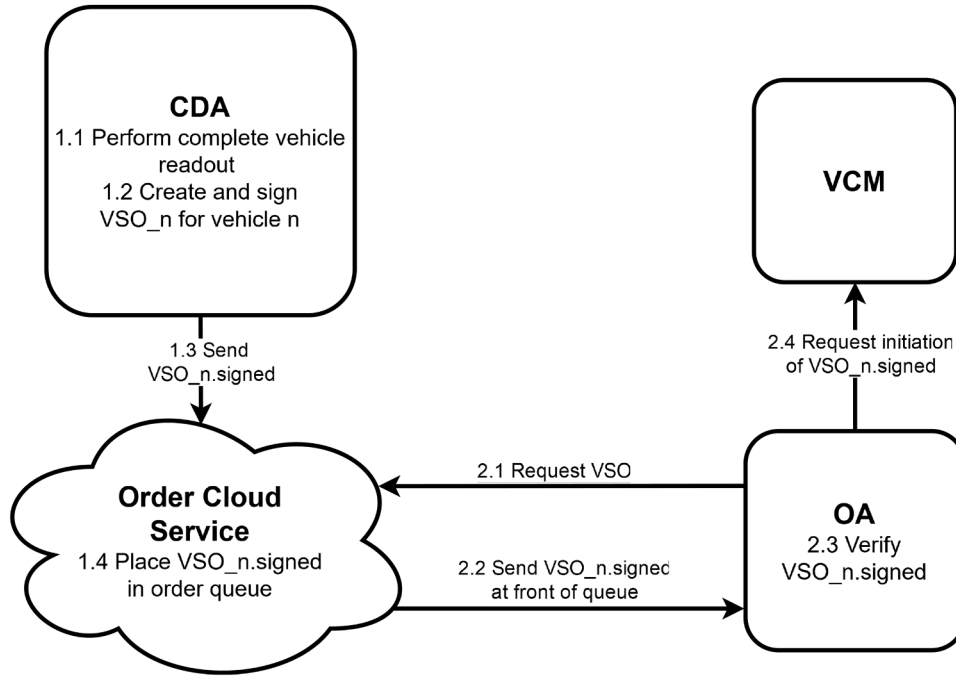 CDA
1.1 Perform complete vehicle
readout
1.2 Create and sign
VSO_n for vehicle n
VCM
1.3 Send
VSO_n.signed
2.4 Request initiation
of VSO_n.signed
Order Cloud
Service
1.4 Place VSO_n.signed
in order queue
2.1 Request VSO
2.2 Send VSO_n.signed
at front of queue
OA
2.3 Verify
VSO_n.signed